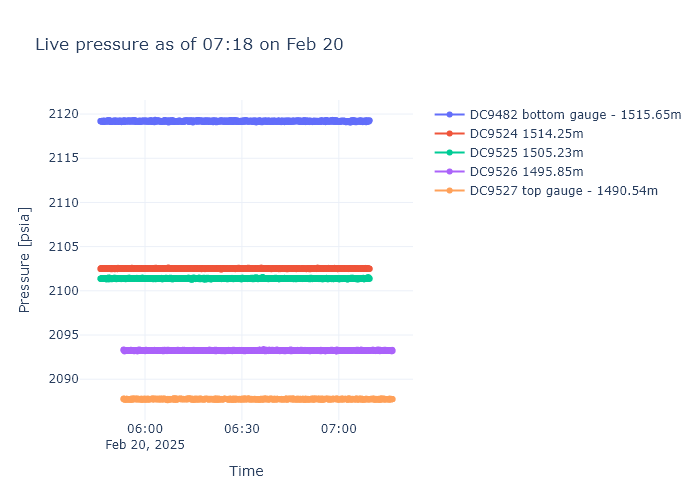 Live pressure as of 07:18 on Feb 20
2120
2115
2110
2105
2100
2095
2090
Pressure [psia]
06:00
06:30
07:00
Feb 20, 2025
Time
DC9482 bottom gauge - 1515.65m
DC9524 1514.25m
DC9525 1505.23m
DC9526 1495.85m
DC9527 top gauge - 1490.54m